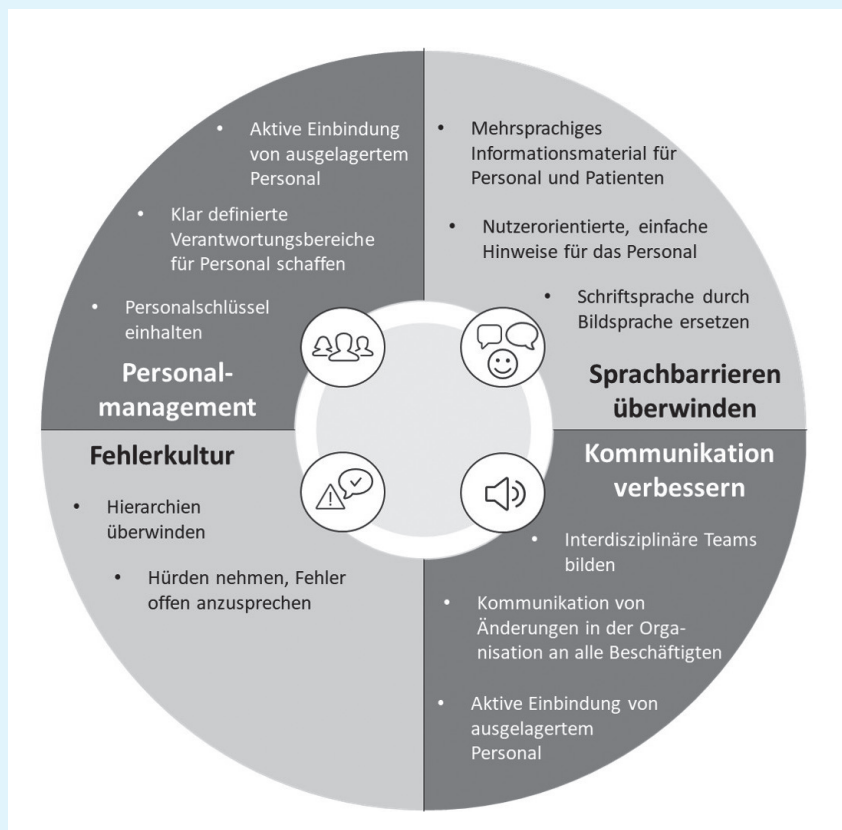 • Aktive Einbindung
von ausgelagertem
Personal
• Klar definierte
Verantwortungsbereiche
für Personal schaffen
• Personalschlüssel
einhalten
Personal-
management
• Mehrsprachiges
Informationsmaterial für
Personal und Patienten
• Nutzerorientierte, einfache
Hinweise für das Personal
• Schriftsprache durch
Bildsprache ersetzen
Sprachbarrieren
überwinden
Fehlerkultur
• Hierarchien
überwinden
• Hürden nehmen, Fehler
offen anzusprechen
Kommunikation
verbessern
• Interdisziplinäre Teams
bilden
• Kommunikation von
Änderungen in der Orga-
nisation an alle Beschäftigten
• Aktive Einbindung von
ausgelagertem
Personal